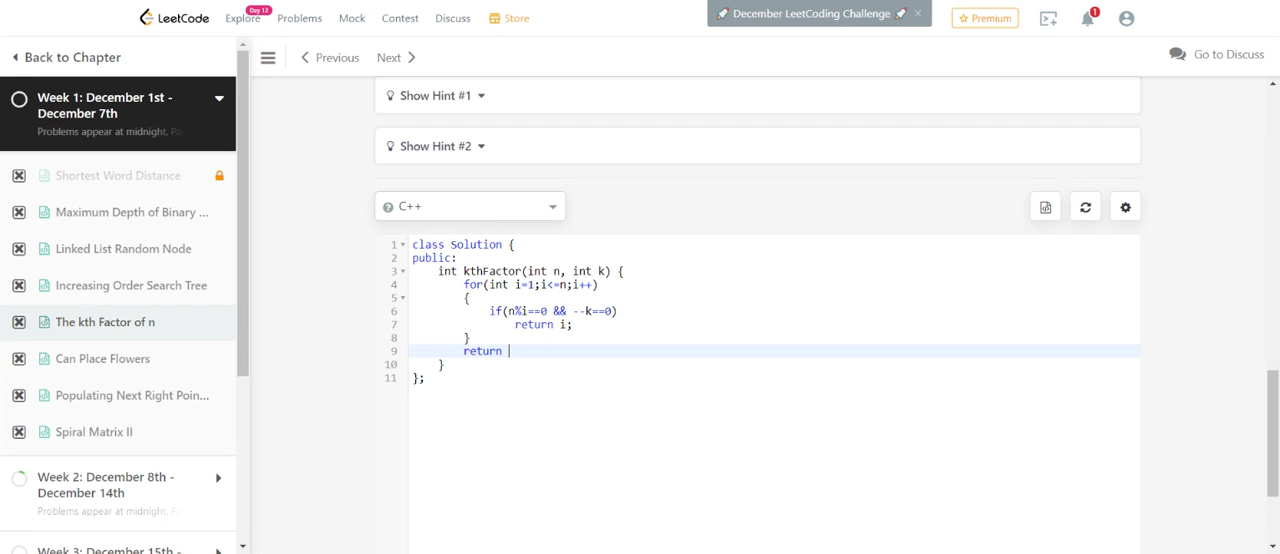 LeetCode
Explore
Day 12
Problems
Mock
Contest
Discuss
Store
🚀 December LeetCoding Challenge 🚀 ×
Premium
1
Back to Chapter
Previous
Next
Go to Discuss
Week 1: December 1st -
December 7th
Problems appear at midnight, Pa
Shortest Word Distance
Maximum Depth of Binary ...
Linked List Random Node
Increasing Order Search Tree
The kth Factor of n
Can Place Flowers
Populating Next Right Poin...
Spiral Matrix II
Week 2: December 8th -
December 14th
Problems appear at midnight, Pa
Week 3: December 15th -
Show Hint #1
Show Hint #2
C++
1 class Solution {
2 public:
3 int kthFactor(int n, int k) {
4 for(int i=1;i<=n;i++)
5 {
6 if(n%i==0 && --k==0)
7 return i;
8 }
9 return
10 }
11 };